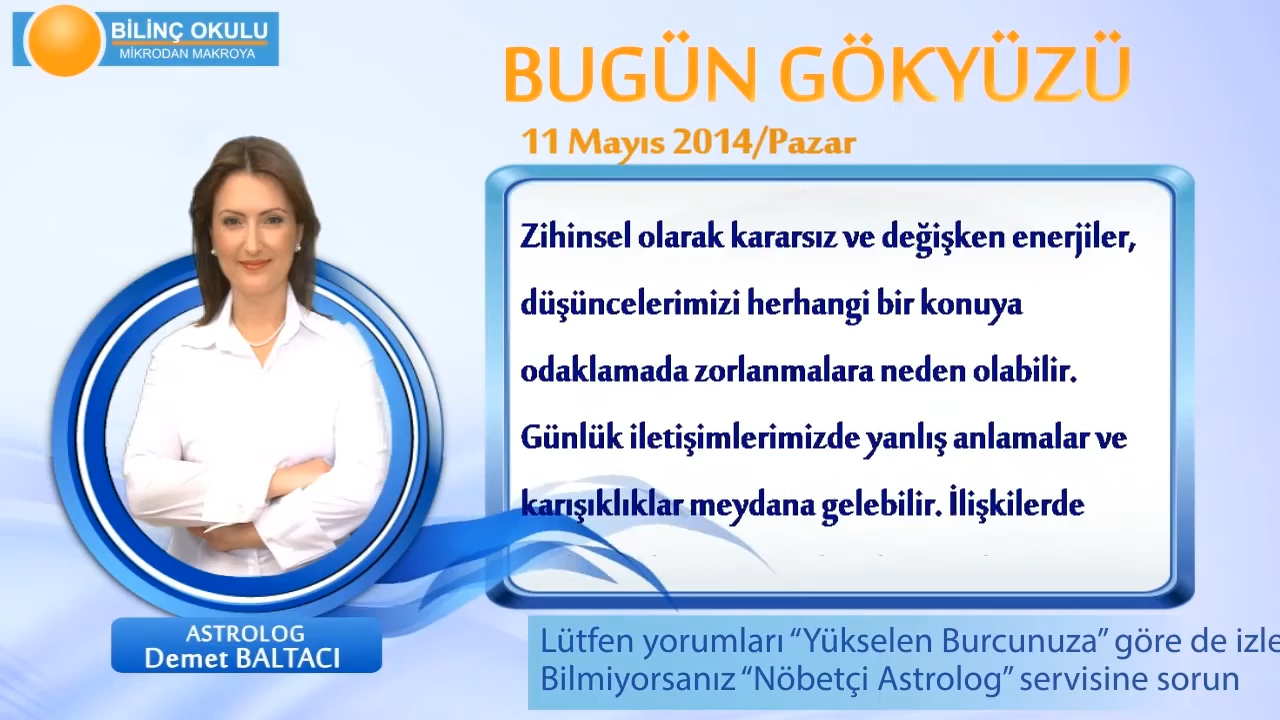 BİLİNÇ OKULU
MİKRODAN MAKROYA
BUGÜN GÖKYÜZÜ
11 Mayıs 2014/Pazar
Zihinsel olarak kararsız ve değişken enerjiler,
düşüncelerimizi herhangi bir konuya
odaklamada zorlanmalara neden olabilir.
Günlük iletişimlerimizde yanlış anlamalar ve
karışıklıklar meydana gelebilir. İlişkilerde
ASTROLOG
Demet BALTACI
Lütfen yorumları “Yükselen Burcunuza” göre de izle
Bilmiyorsanız “Nöbetçi Astrolog” servisine sorun